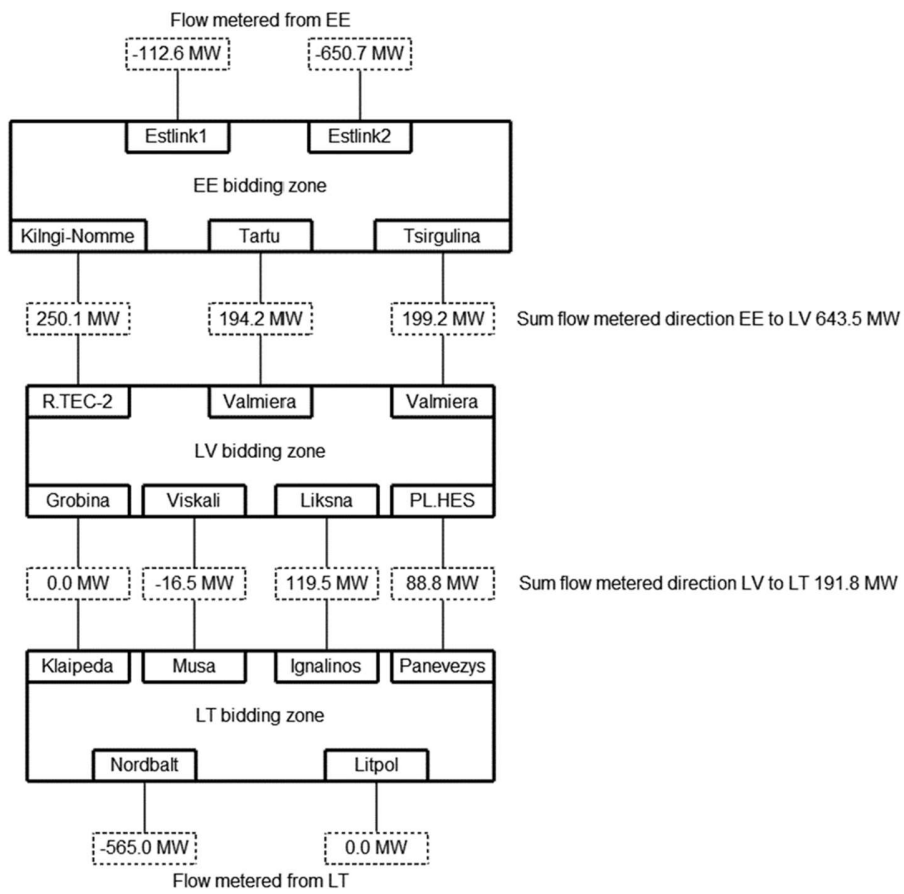 Flow metered from EE
-112.6 MW
-650.7 MW
Estlink1
Estlink2
EE bidding zone
Kilngi-Nomme
Tartu
Tsirgulina
250.1 MW
194.2 MW
199.2 MW
Sum flow metered direction EE to LV 643.5 MW
R.TEC-2
Valmiera
Valmiera
LV bidding zone
Grobina
Viskali
Liksna
PL.HES
0.0 MW
-16.5 MW
119.5 MW
88.8 MW
Sum flow metered direction LV to LT 191.8 MW
Klaipeda
Musa
Ignalinos
Panevezys
LT bidding zone
Nordbalt
Litpol
-565.0 MW
0.0 MW
Flow metered from LT